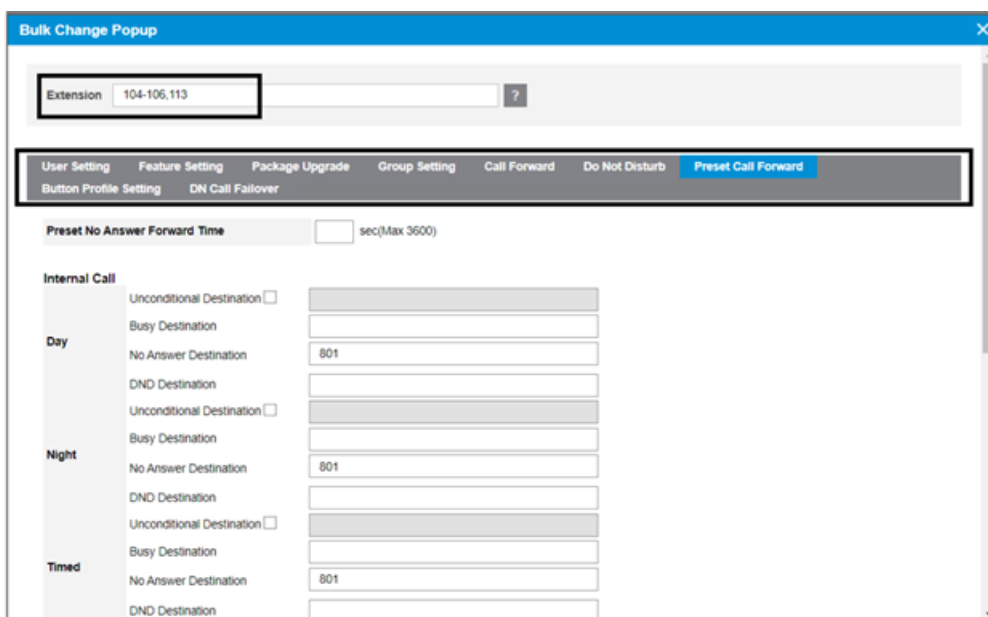 Bulk Change Popup
Extension 104-106,113 ?
User Setting Feature Setting Package Upgrade Group Setting Call Forward Do Not Disturb Preset Call Forward
Button Profile Setting DN Call Failover
Preset No Answer Forward Time sec(Max 3600)
Internal Call
Day
Unconditional Destination
Busy Destination
No Answer Destination 801
DND Destination
Night
Unconditional Destination
Busy Destination
No Answer Destination 801
DND Destination
Timed
Unconditional Destination
Busy Destination
No Answer Destination 801
DND Destination